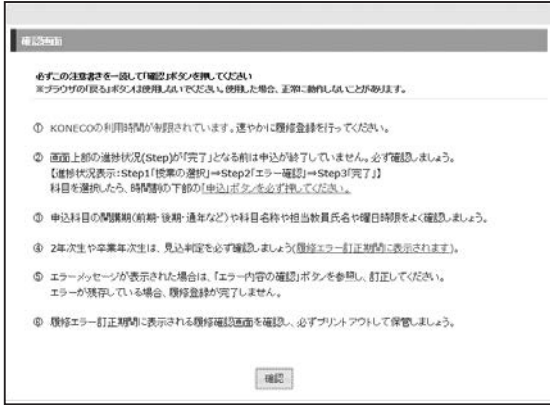 確認画面
必ずこの注意書きを一読して「確認」ボタンを押してください
※ブラウザの「戻る」ボタンは使用しないでください。使用した場合、正常に動作しないことがあります。
① KONECOの利用時間が制限されています。速やかに履修登録を行ってください。
② 画面上部の進捗状況(Step)が「完了」となる前は申込が終了していません。必ず確認しましょう。
【進捗状況表示:Step1「授業の選択」⇒Step2「エラー確認」⇒Step3「完了」】
科目を選択したら、時間割の下部の「申込」ボタンを必ず押してください。
③ 申込科目の開講期(前期・後期・通年など)や科目名称や担当教員氏名や曜日時限をよく確認しましょう。
④ 2年次生や卒業年次生は、見込判定を必ず確認しましょう(履修エラー訂正期間に表示されます)。
⑤ エラーメッセージが表示された場合は、「エラー内容の確認」ボタンを参照し、訂正してください。
エラーが残存している場合、履修登録が完了しません。
⑥ 履修エラー訂正期間に表示される履修確認画面を確認し、必ずプリントアウトして保管しましょう。
確認